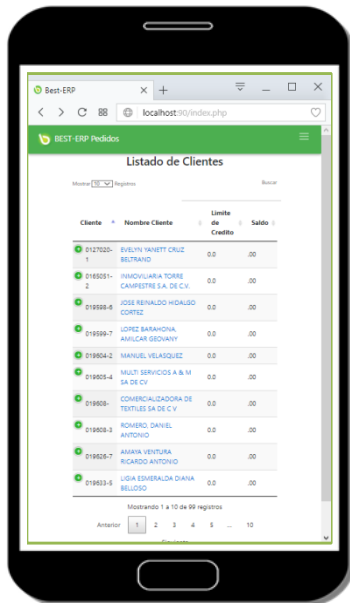 Best-ERP
localhost:90/index.php
BEST-ERP Pedidos
Listado de Clientes
Mostrar 10 Registros
Buscar
Cliente Nombre Cliente Limite de Credito Saldo
0127020-1 EVELYN YANETT CRUZ BELTRAND 0.0 .00
0165051-2 INMOVILIARIA TORRE CAMPESTRE S.A. DE C.V. 0.0 .00
019598-6 JOSE REINALDO HIDALGO CORTEZ 0.0 .00
019599-7 LOPEZ BARAHONA, AMILCAR GEOVANY 0.0 .00
019604-2 MANUEL VELASQUEZ 0.0 .00
019605-4 MULTI SERVICIOS A & M SA DE CV 0.0 .00
019606- COMERCIALIZADORA DE TEXTILES SA DE C V 0.0 .00
019608-3 ROMERO, DANIEL ANTONIO 0.0 .00
019626-7 AMAYA VENTURA RICARDO ANTONIO 0.0 .00
019633-5 LIGIA ESMERALDA DIANA BELLOSO 0.0 .00
Mostrando 1 a 10 de 99 registros
Anterior 1 2 3 4 5 ... 10